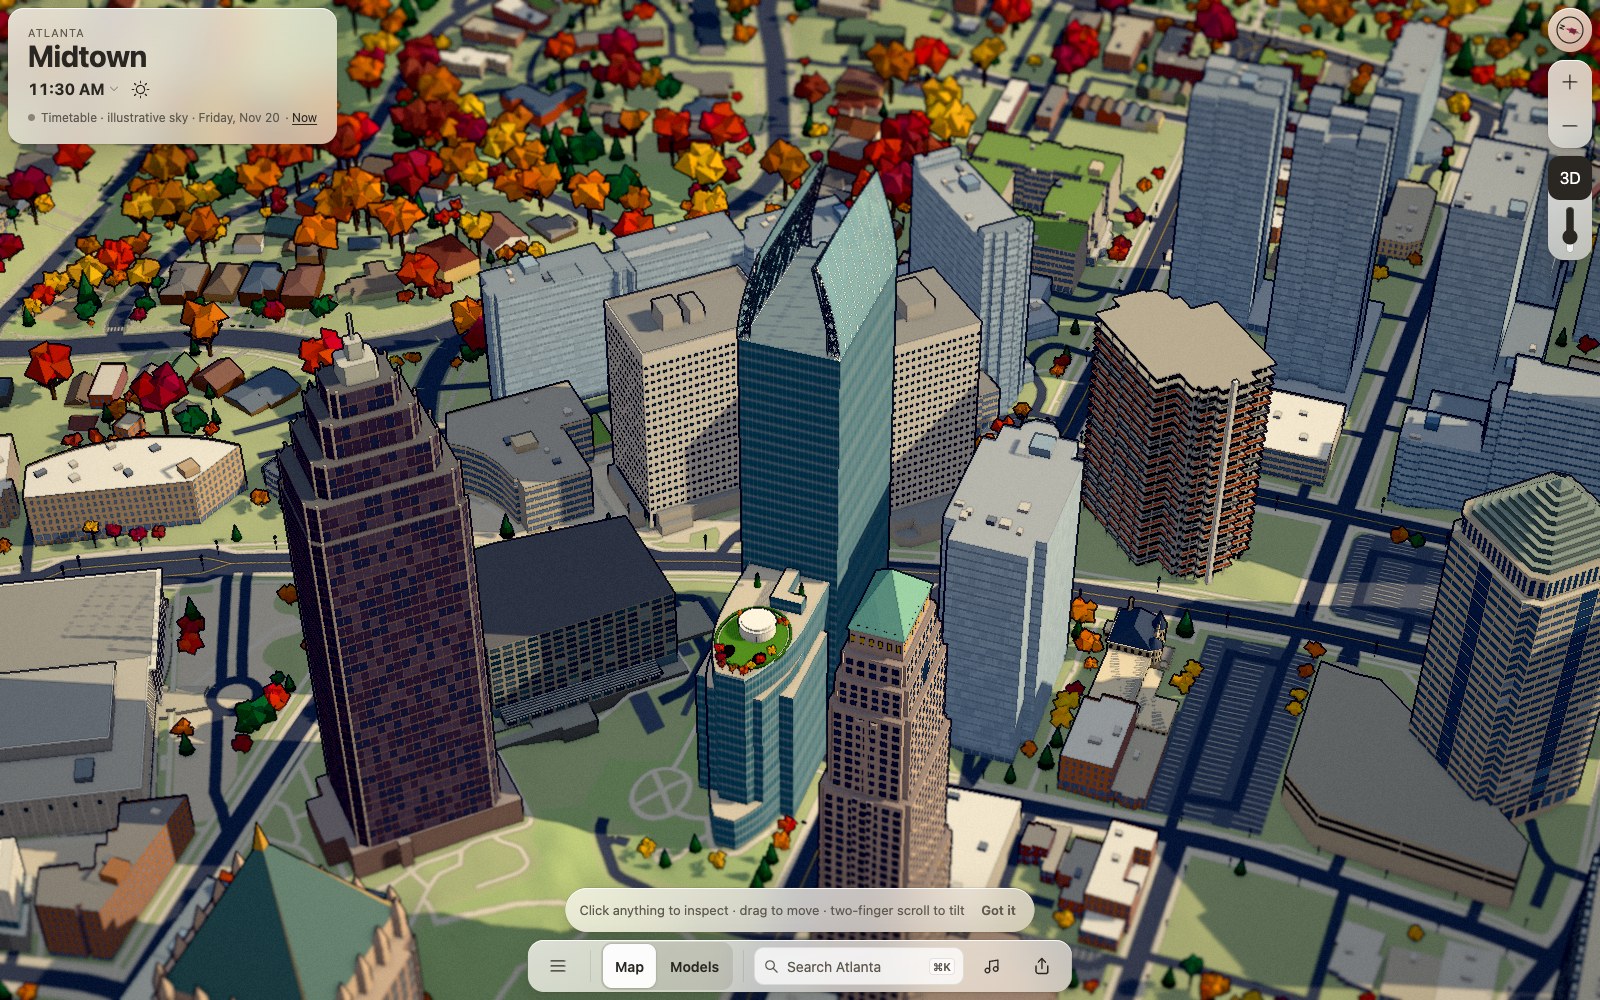 ATLANTA
Midtown
11:30 AM
Timetable · illustrative sky · Friday, Nov 20 · Now
3D
Click anything to inspect · drag to move · two-finger scroll to tilt Got it
Map Models Search Atlanta ⌘K